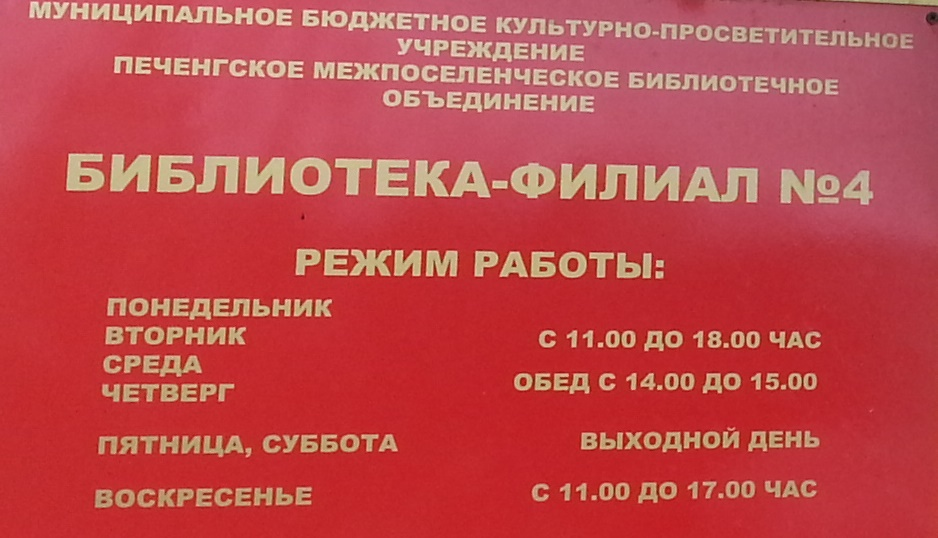 МУНИЦИПАЛЬНОЕ БЮДЖЕТНОЕ КУЛЬТУРНО-ПРОСВЕТИТЕЛЬНОЕ
УЧРЕЖДЕНИЕ
ПЕЧЕНГСКОЕ МЕЖПОСЕЛЕНЧЕСКОЕ БИБЛИОТЕЧНОЕ
ОБЪЕДИНЕНИЕ
БИБЛИОТЕКА-ФИЛИАЛ №4
РЕЖИМ РАБОТЫ:
ПОНЕДЕЛЬНИК
ВТОРНИК
СРЕДА
ЧЕТВЕРГ
С 11.00 ДО 18.00 ЧАС
ОБЕД С 14.00 ДО 15.00
ПЯТНИЦА, СУББОТА ВЫХОДНОЙ ДЕНЬ
ВОСКРЕСЕНЬЕ С 11.00 ДО 17.00 ЧАС